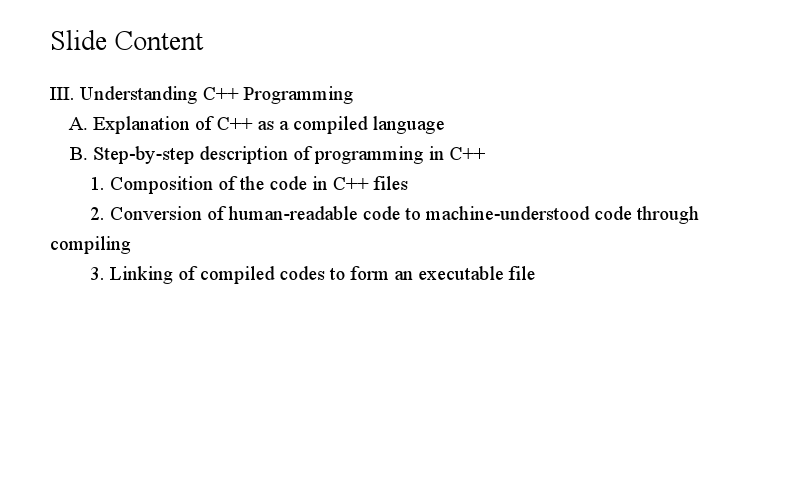 Slide Content
III. Understanding C++ Programming
A. Explanation of C++ as a compiled language
B. Step-by-step description of programming in C++
1. Composition of the code in C++ files
2. Conversion of human-readable code to machine-understood code through
compiling
3. Linking of compiled codes to form an executable file